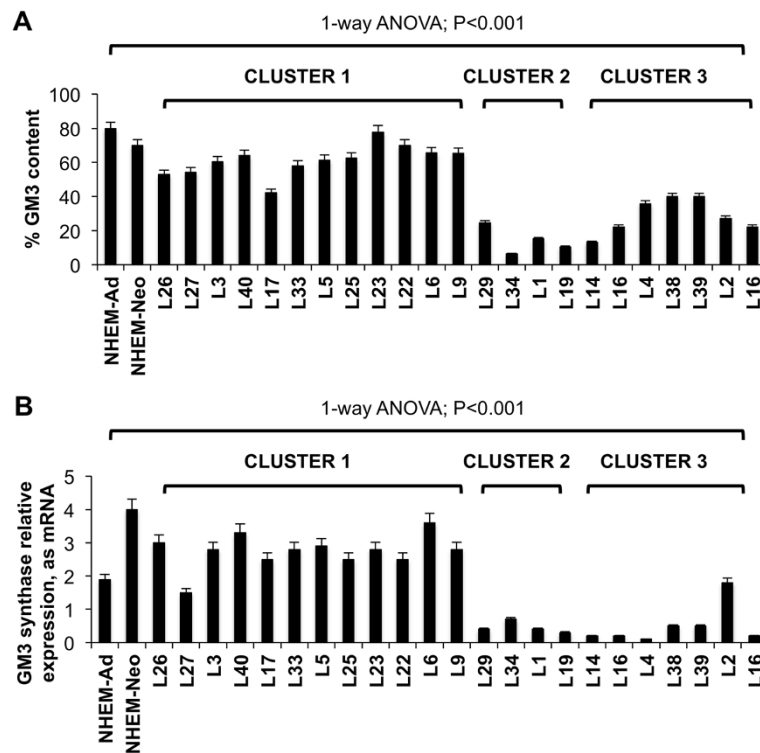 A
1-way ANOVA; P<0.001
CLUSTER 1 CLUSTER 2 CLUSTER 3
% GM3 content
100
80
60
40
20
0
NHEM-Ad NHEM-Neo L26 L27 L3 L40 L17 L33 L5 L25 L23 L22 L6 L9 L29 L34 L1 L19 L14 L16 L4 L38 L39 L2 L16
B
1-way ANOVA; P<0.001
CLUSTER 1 CLUSTER 2 CLUSTER 3
GM3 synthase relative
expression, as mRNA
5
4
3
2
1
0
NHEM-Ad NHEM-Neo L26 L27 L3 L40 L17 L33 L5 L25 L23 L22 L6 L9 L29 L34 L1 L19 L14 L16 L4 L38 L39 L2 L16